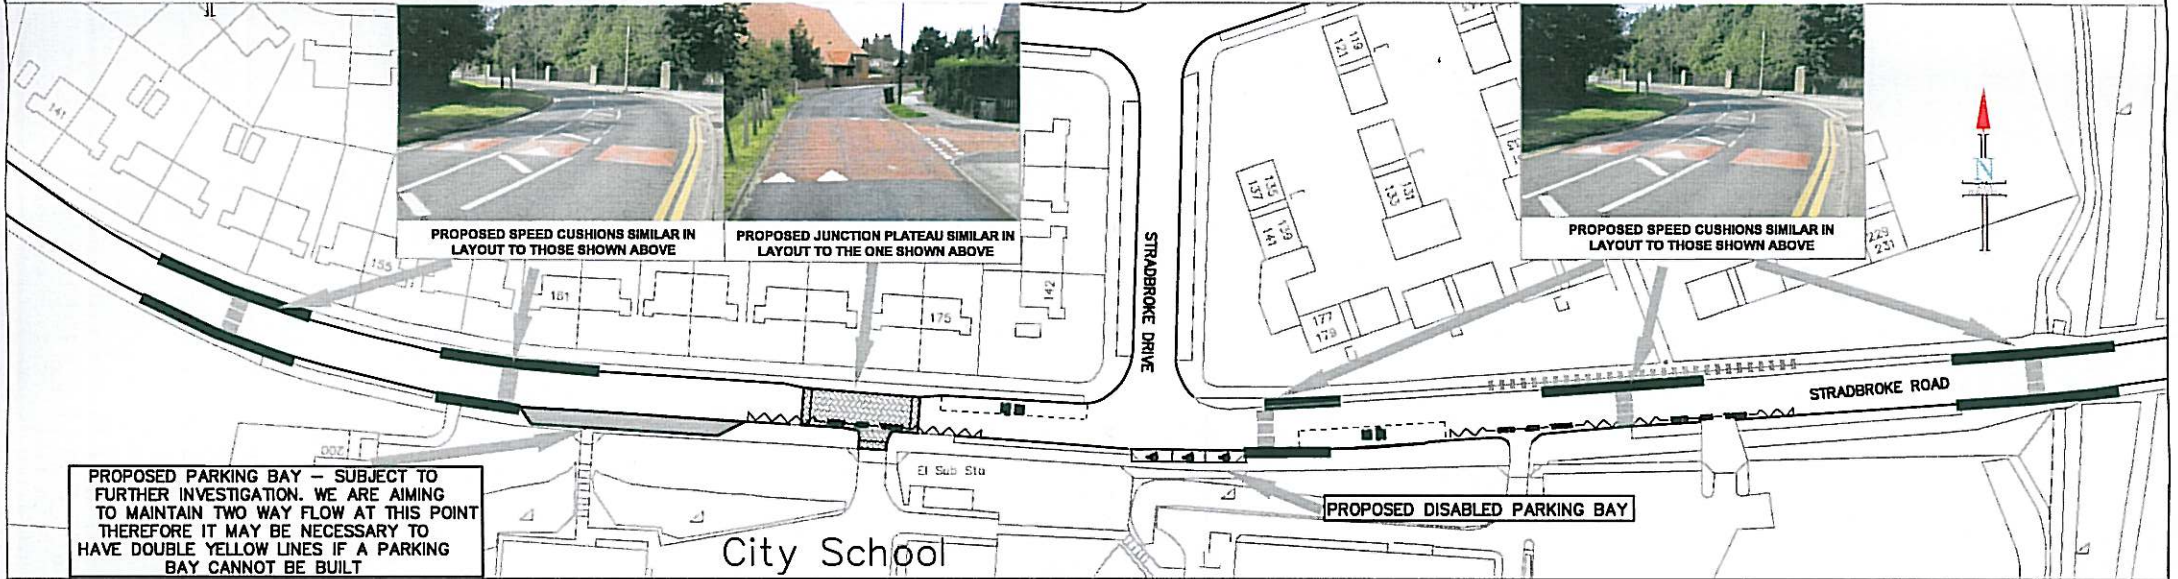 PROPOSED SPEED CUSHIONS SIMILAR IN
LAYOUT TO THOSE SHOWN ABOVE
PROPOSED JUNCTION PLATEAU SIMILAR IN
LAYOUT TO THE ONE SHOWN ABOVE
PROPOSED SPEED CUSHIONS SIMILAR IN
LAYOUT TO THOSE SHOWN ABOVE
N
119
121
141
135
137
139
141
131
133
155
161
175
142
177
179
229
231
STRADBROKE DRIVE
STRADBROKE ROAD
200
El Sub Sta
PROPOSED PARKING BAY – SUBJECT TO
FURTHER INVESTIGATION. WE ARE AIMING
TO MAINTAIN TWO WAY FLOW AT THIS POINT
THEREFORE IT MAY BE NECESSARY TO
HAVE DOUBLE YELLOW LINES IF A PARKING
BAY CANNOT BE BUILT
PROPOSED DISABLED PARKING BAY
City School